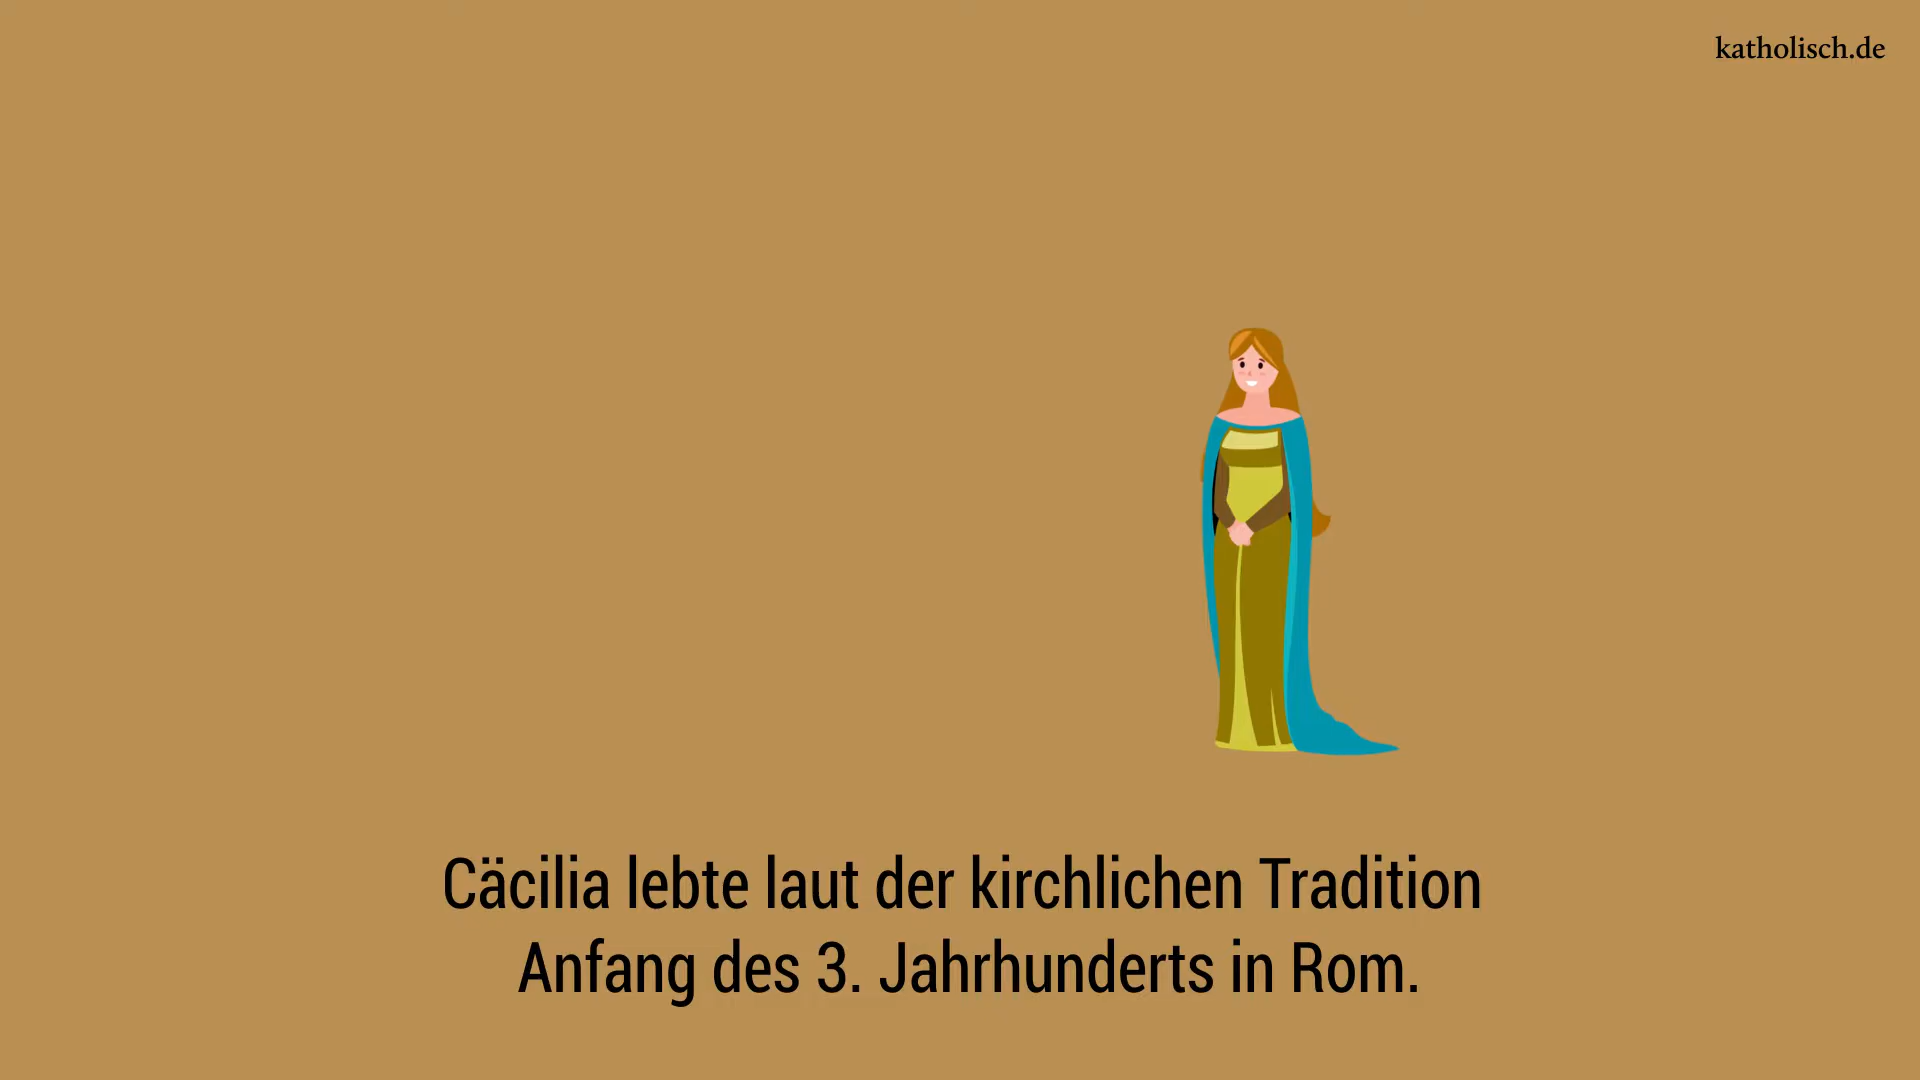 katholisch.de
Cäcilia lebte laut der kirchlichen Tradition
Anfang des 3. Jahrhunderts in Rom.